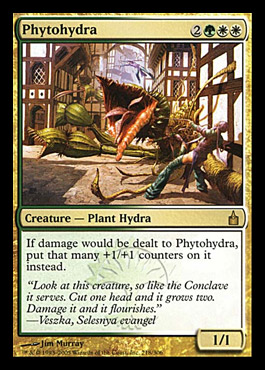 Phytohydra 2
Creature — Plant Hydra
If damage would be dealt to Phytohydra,
put that many +1/+1 counters on it
instead.
"Look at this creature, so like the Conclave
it serves. Cut one head and it grows two.
Damage it and it flourishes."
—Veszka, Selesnya evangel
1/1
Jim Murray